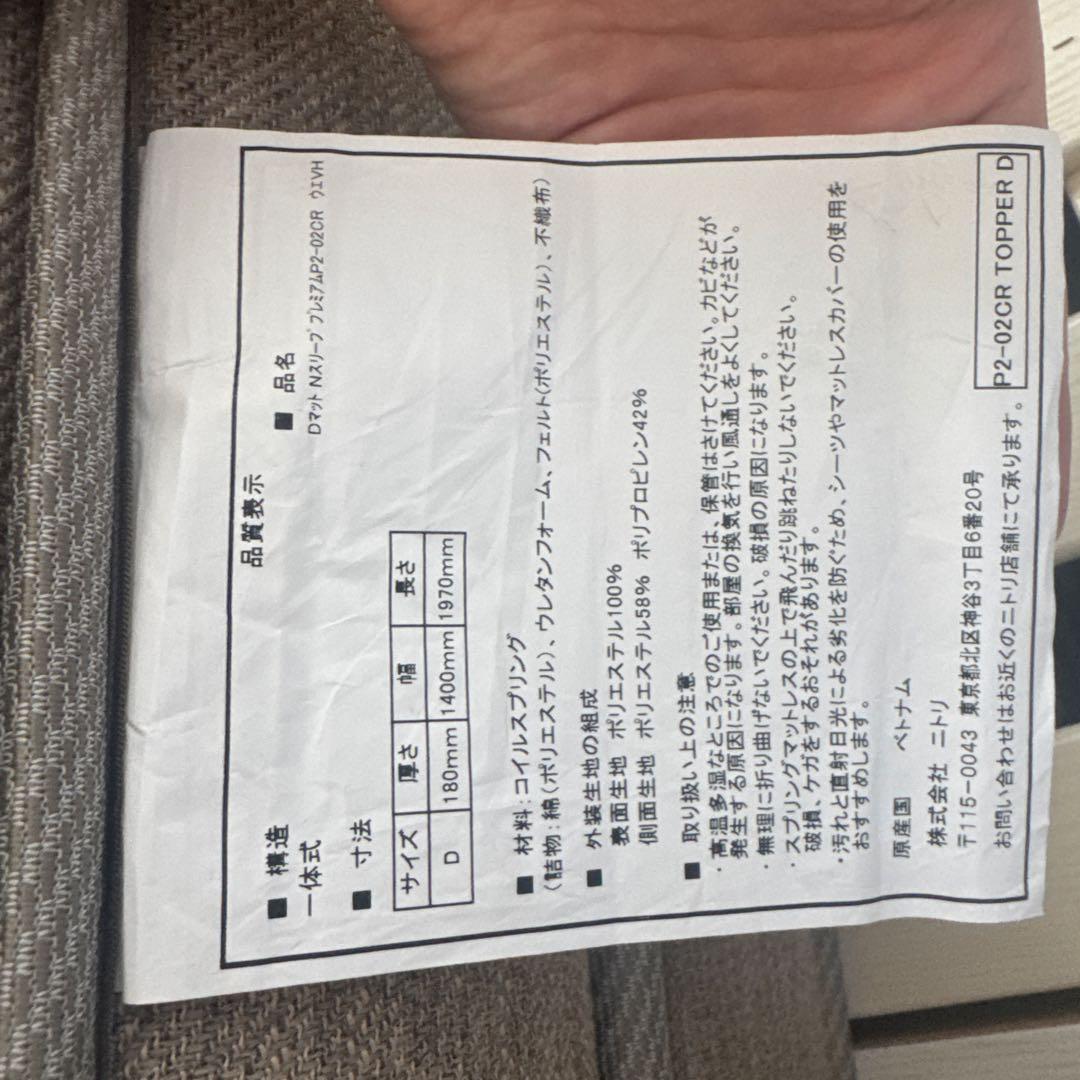 品質表示
■ 構造
一体式
■ 品名
Dマット Nスリープ プレミアムP2-02CR ウエVH
■ 寸法
サイズ 厚さ 幅 長さ
D 180mm 1400mm 1970mm
■ 材料：コイルスプリング
（詰物：綿（ポリエステル）、ウレタンフォーム、フェルト（ポリエステル）、不織布）
■ 外装生地の組成
表面生地 ポリエステル100%
側面生地 ポリエステル58% ポリプロピレン42%
■ 取り扱い上の注意
・高温多湿なところでのご使用または、保管はさけてください。カビなどが
発生する原因になります。部屋の換気を行い風通しをよくしてください。
・無理に折り曲げないでください。破損の原因になります。
・スプリングマットレスの上で飛んだり跳ねたりしないでください。
破損、ケガをするおそれがあります。
・汚れと直射日光による劣化を防ぐため、シーツやマットレスカバーの使用を
おすすめします。
原産国 ベトナム
株式会社 ニトリ
〒115-0043 東京都北区神谷3丁目6番20号
お問い合わせはお近くのニトリ店舗にて承ります。
P2-02CR TOPPER D